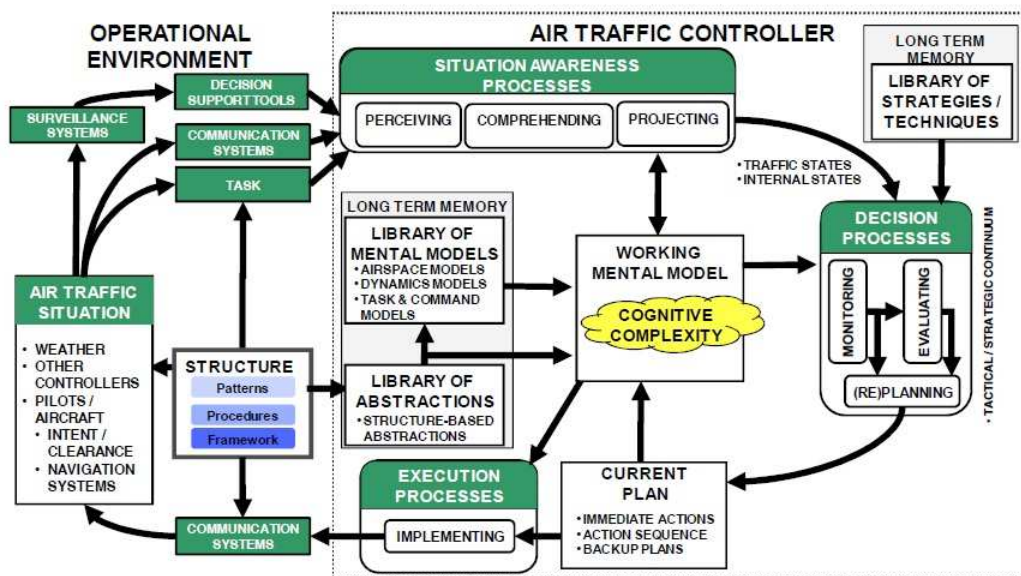 OPERATIONAL
ENVIRONMENT
SURVEILLANCE
SYSTEMS
DECISION
SUPPORT TOOLS
COMMUNICATION
SYSTEMS
TASK
AIR TRAFFIC
SITUATION
• WEATHER
• OTHER
CONTROLLERS
• PILOTS /
AIRCRAFT
• INTENT /
CLEARANCE
• NAVIGATION
SYSTEMS
STRUCTURE
Patterns
Procedures
Framework
COMMUNICATION
SYSTEMS
AIR TRAFFIC CONTROLLER
SITUATION AWARENESS
PROCESSES
PERCEIVING
COMPREHENDING
PROJECTING
• TRAFFIC STATES
• INTERNAL STATES
LONG TERM
MEMORY
LIBRARY OF
STRATEGIES /
TECHNIQUES
LONG TERM MEMORY
LIBRARY OF
MENTAL MODELS
• AIRSPACE MODELS
• DYNAMICS MODELS
• TASK & COMMAND
MODELS
LIBRARY OF
ABSTRACTIONS
• STRUCTURE-BASED
ABSTRACTIONS
WORKING
MENTAL MODEL
COGNITIVE
COMPLEXITY
DECISION
PROCESSES
MONITORING
EVALUATING
(RE)PLANNING
• TACTICAL / STRATEGIC CONTINUUM
EXECUTION
PROCESSES
IMPLEMENTING
CURRENT
PLAN
• IMMEDIATE ACTIONS
• ACTION SEQUENCE
• BACKUP PLANS